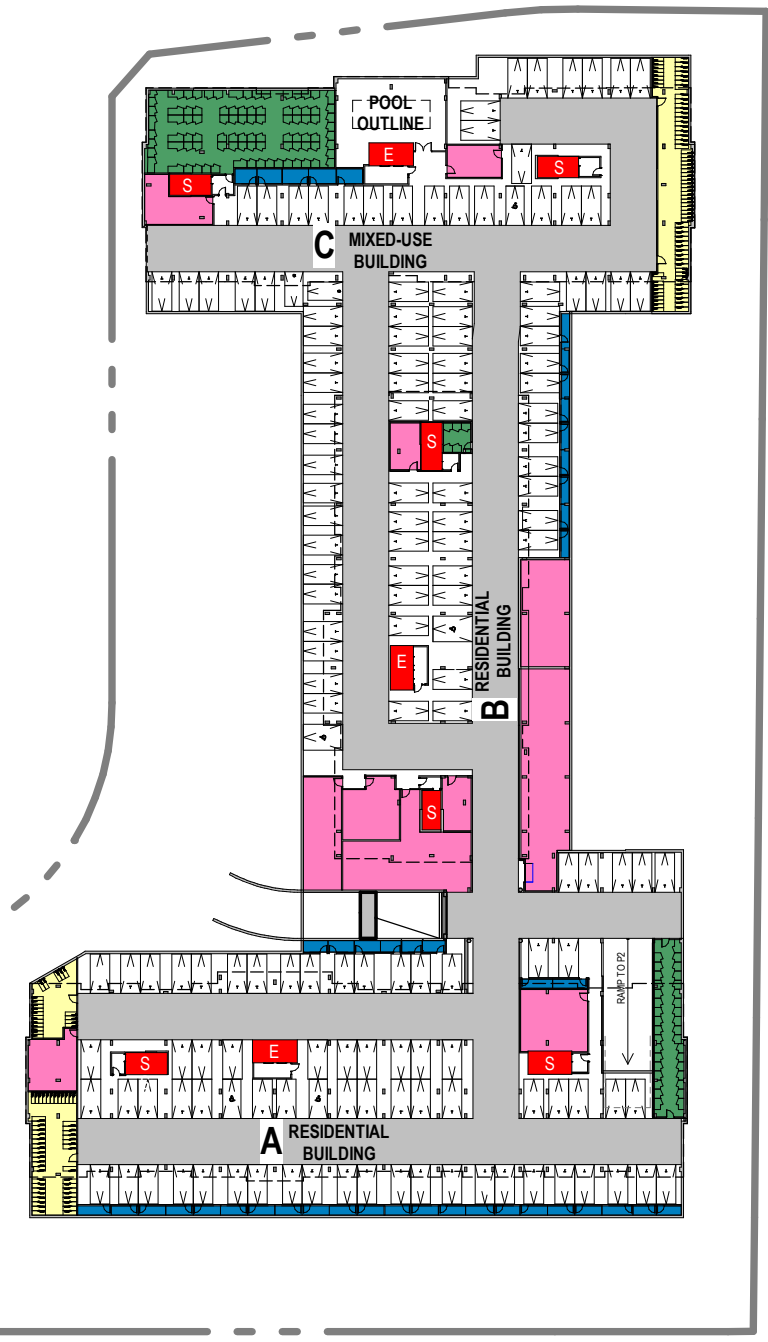 POOL
OUTLINE
E
S
S
C
MIXED-USE
BUILDING
S
E
RESIDENTIAL
BUILDING
B
S
RAMP TO P2
E
S
S
A
RESIDENTIAL
BUILDING